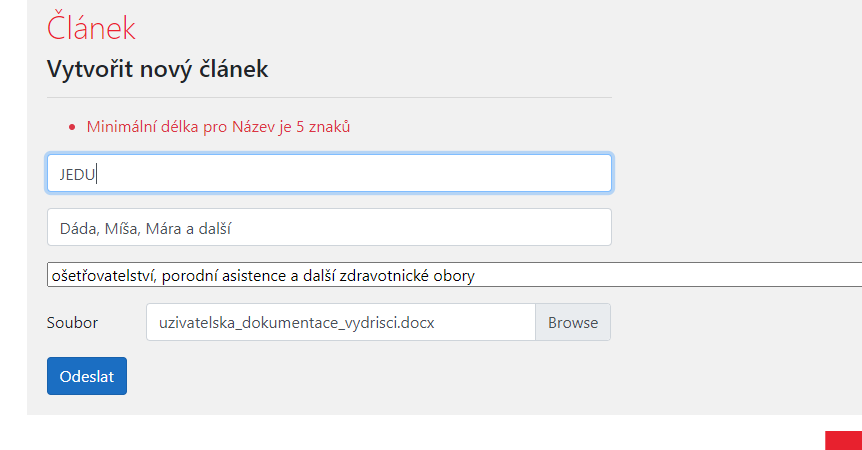 Článek
Vytvořit nový článek
Minimální délka pro Název je 5 znaků
JEDU
Dáda, Míša, Mára a další
ošetřovatelství, porodní asistence a další zdravotnické obory
Soubor uzivatelska_dokumentace_vydrisci.docx Browse
Odeslat